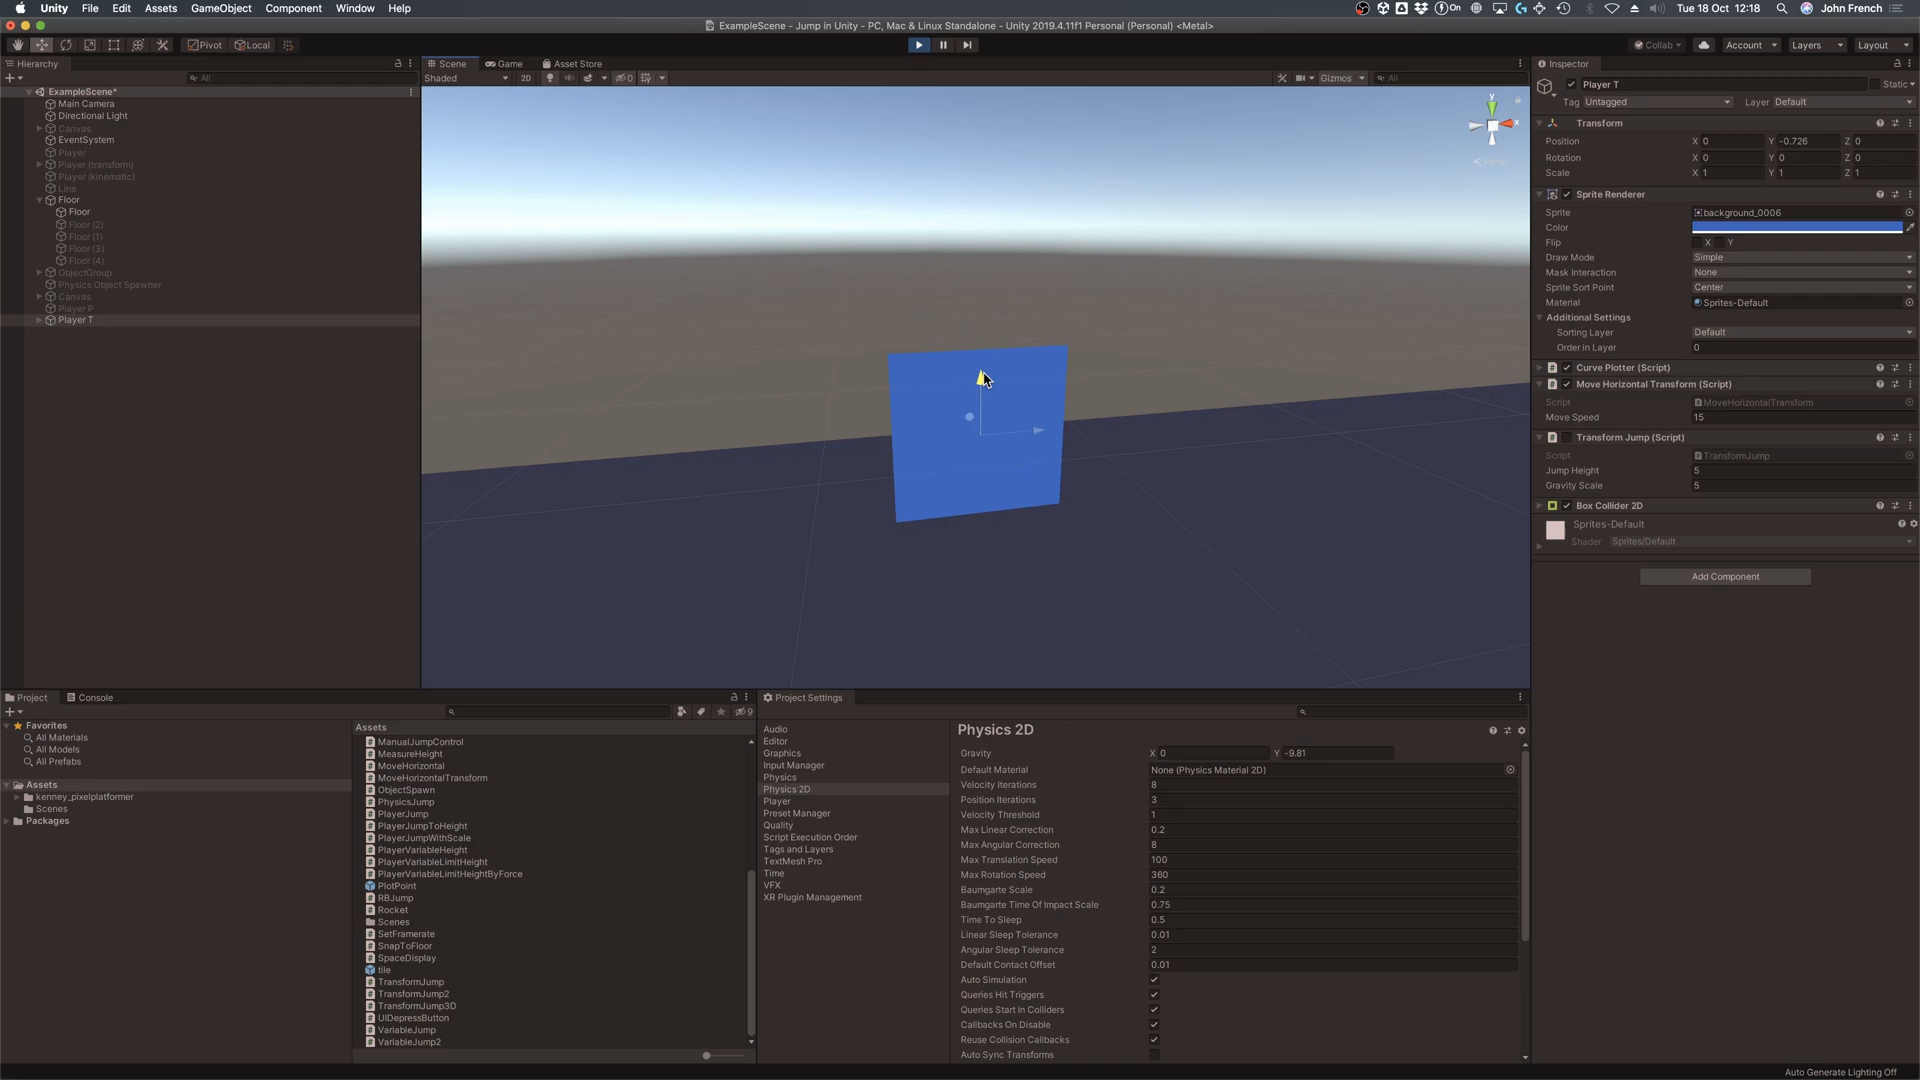 Unity File Edit Assets GameObject Component Window Help On Tue 18 Oct 12:18 John French
ExampleScene - Jump in Unity - PC, Mac & Linux Standalone - Unity 2019.4.11f1 Personal (Personal) <Metal>
Pivot Local Collab Account Layers Layout
Hierarchy
All
ExampleScene*
Main Camera
Directional Light
Canvas
EventSystem
Player
Player (transform)
Player (kinematic)
Line
Floor
Floor
Floor (2)
Floor (1)
Floor (3)
Floor (4)
ObjectGroup
Physics Object Spawner
Canvas
Player P
Player T
Scene Game Asset Store
Shaded 2D 0 Gizmos All
y
x
Persp
Inspector
Player T Static
Tag Untagged Layer Default
Transform
Position X 0 Y -0.726 Z 0
Rotation X 0 Y 0 Z 0
Scale X 1 Y 1 Z 1
Sprite Renderer
Sprite background_0006
Color
Flip X Y
Draw Mode Simple
Mask Interaction None
Sprite Sort Point Center
Material Sprites-Default
Additional Settings
Sorting Layer Default
Order in Layer 0
Curve Plotter (Script)
Move Horizontal Transform (Script)
Script MoveHorizontalTransform
Move Speed 15
Transform Jump (Script)
Script TransformJump
Jump Height 5
Gravity Scale 5
Box Collider 2D
Sprites-Default
Shader Sprites/Default
Add Component
Project Console
9
Favorites
All Materials
All Models
All Prefabs
Assets
kenney_pixelplatformer
Scenes
Packages
Assets
ManualJumpControl
MeasureHeight
MoveHorizontal
MoveHorizontalTransform
ObjectSpawn
PhysicsJump
PlayerJump
PlayerJumpToHeight
PlayerJumpWithScale
PlayerVariableHeight
PlayerVariableLimitHeight
PlayerVariableLimitHeightByForce
PlotPoint
RBJump
Rocket
Scenes
SetFramerate
SnapToFloor
SpaceDisplay
tile
TransformJump
TransformJump2
TransformJump3D
UIDepressButton
VariableJump
VariableJump2
Project Settings
Audio
Editor
Graphics
Input Manager
Physics
Physics 2D
Player
Preset Manager
Quality
Script Execution Order
Tags and Layers
TextMesh Pro
Time
VFX
XR Plugin Management
Physics 2D
Gravity X 0 Y -9.81
Default Material None (Physics Material 2D)
Velocity Iterations 8
Position Iterations 3
Velocity Threshold 1
Max Linear Correction 0.2
Max Angular Correction 8
Max Translation Speed 100
Max Rotation Speed 360
Baumgarte Scale 0.2
Baumgarte Time Of Impact Scale 0.75
Time To Sleep 0.5
Linear Sleep Tolerance 0.01
Angular Sleep Tolerance 2
Default Contact Offset 0.01
Auto Simulation
Queries Hit Triggers
Queries Start In Colliders
Callbacks On Disable
Reuse Collision Callbacks
Auto Sync Transforms
Auto Generate Lighting Off